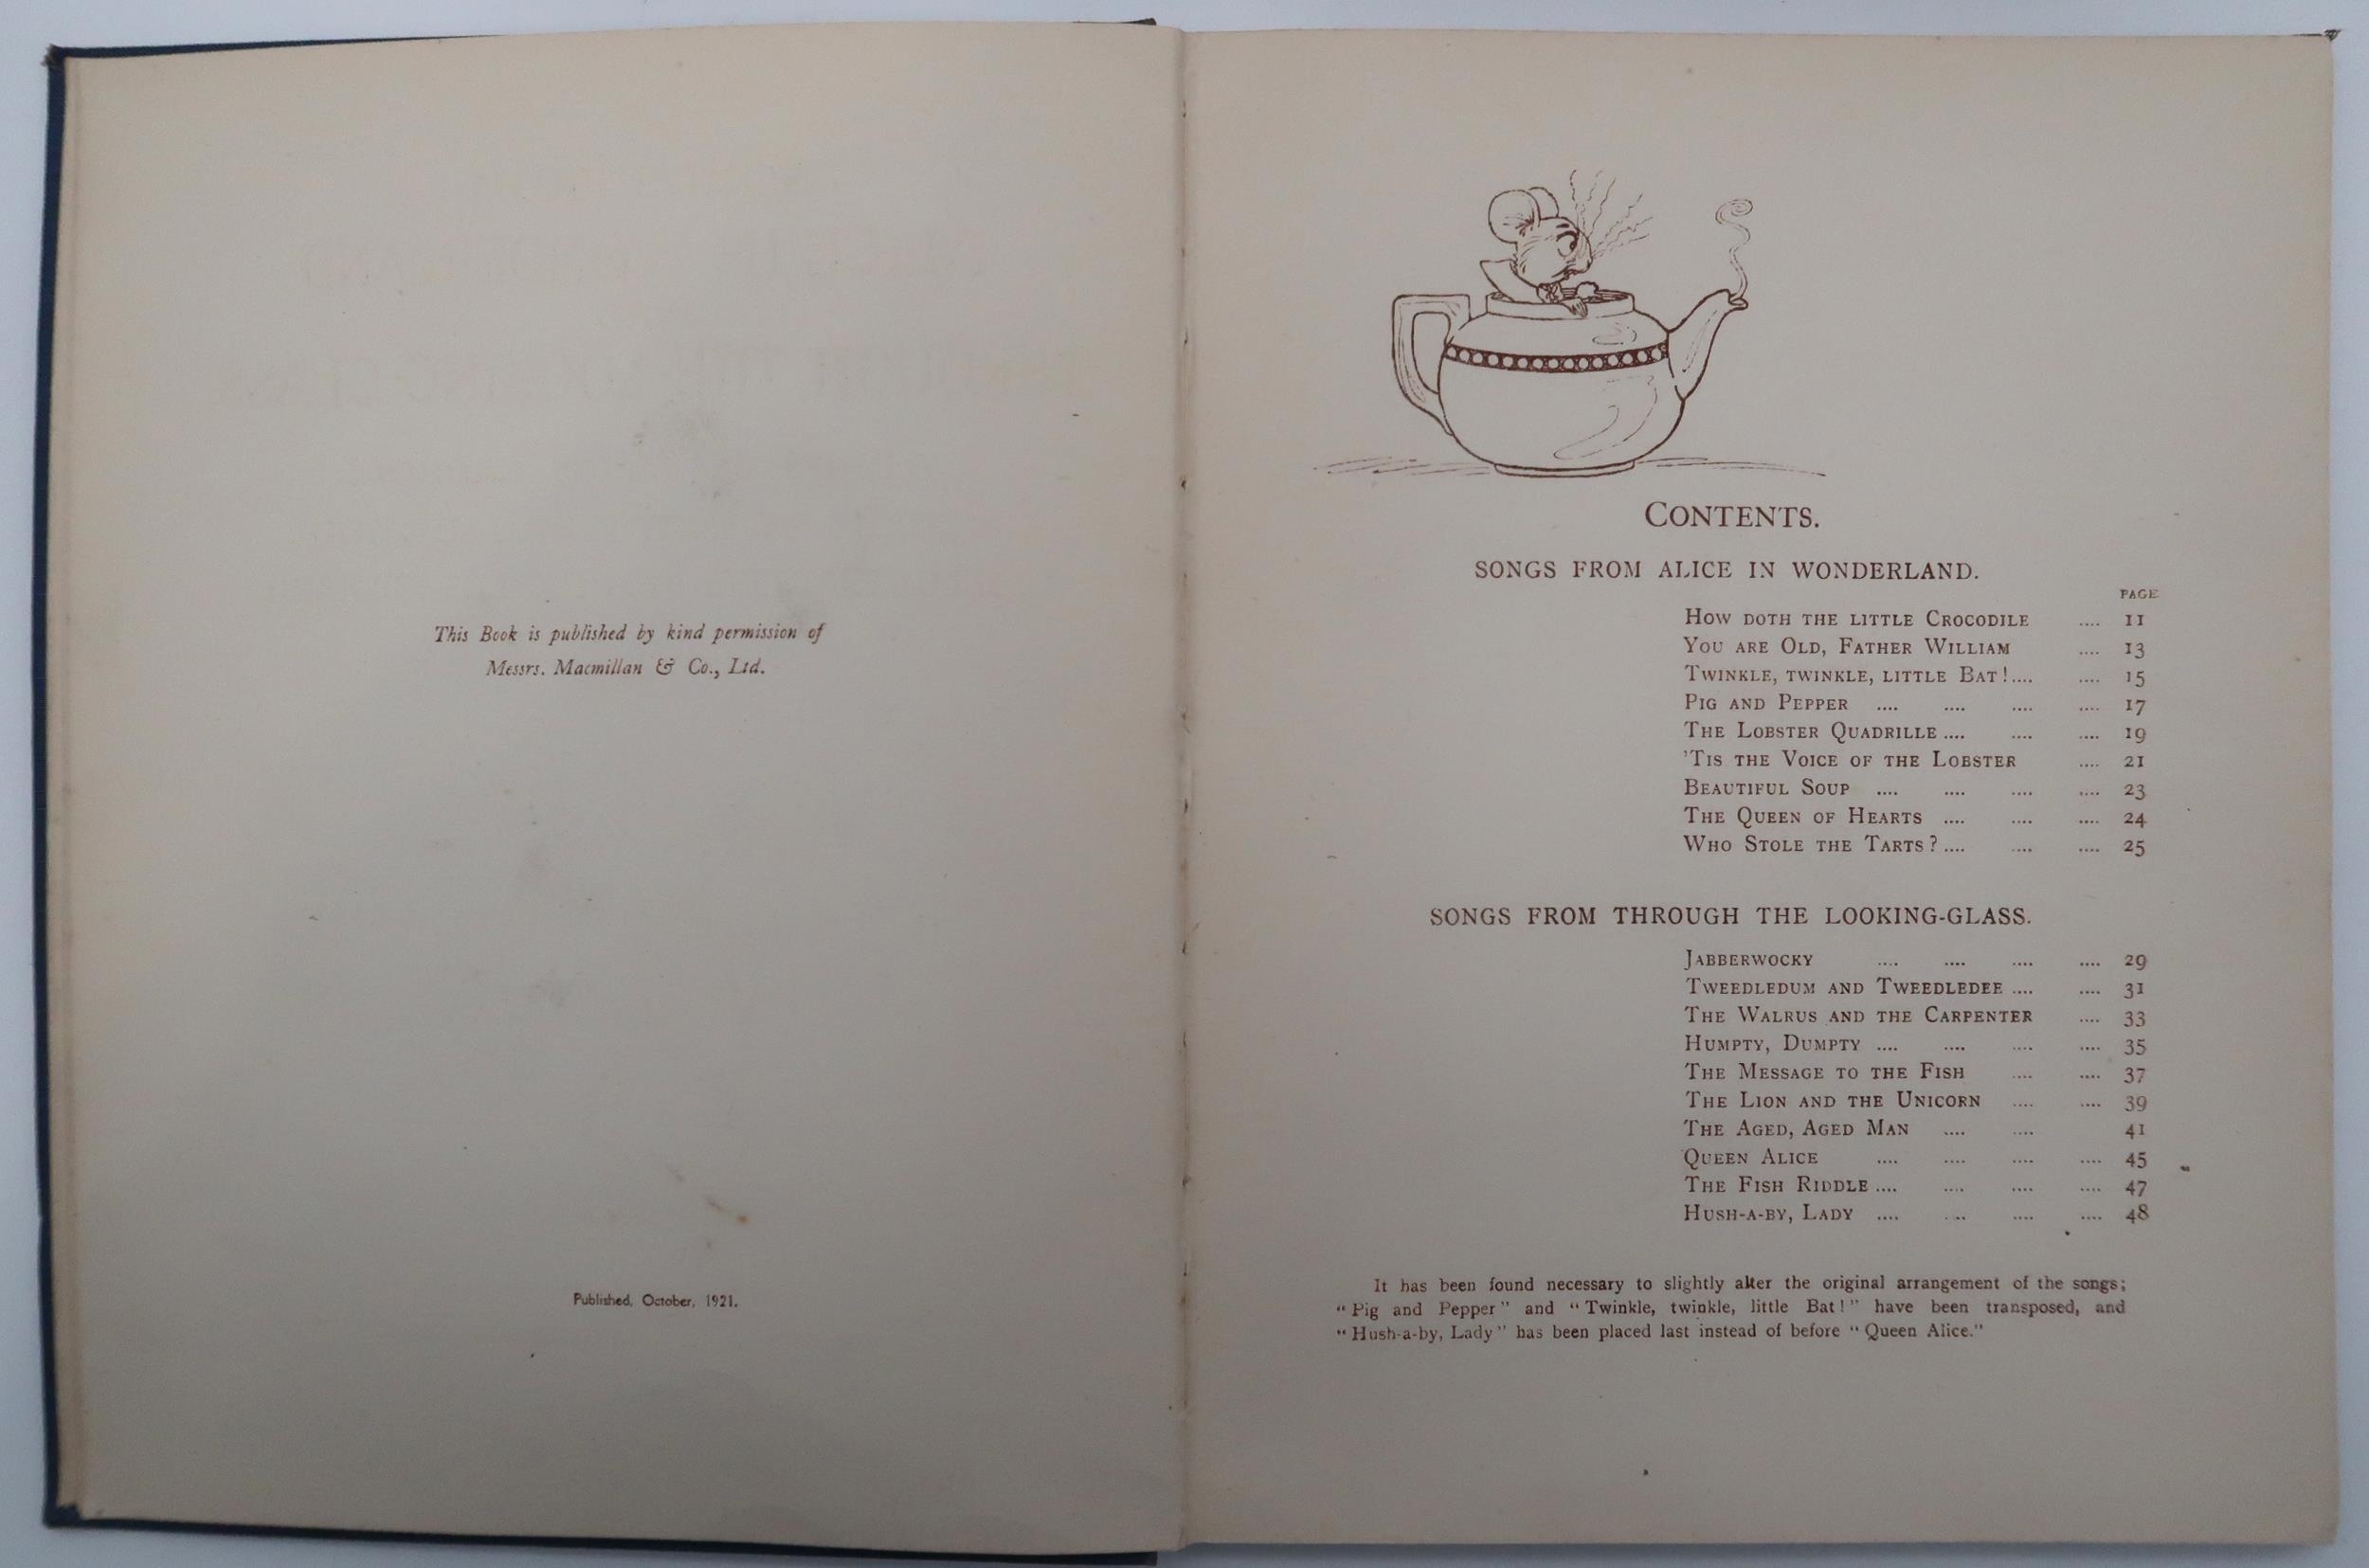 This Book is published by kind permission of
Messrs. Macmillan & Co., Ltd.
Published, October, 1921.
CONTENTS.
SONGS FROM ALICE IN WONDERLAND.
PAGE
HOW DOTH THE LITTLE CROCODILE .... 11
YOU ARE OLD, FATHER WILLIAM .... 13
TWINKLE, TWINKLE, LITTLE BAT!.... .... 15
PIG AND PEPPER .... .... .... .... 17
THE LOBSTER QUADRILLE .... .... .... 19
'TIS THE VOICE OF THE LOBSTER .... 21
BEAUTIFUL SOUP .... .... .... .... 23
THE QUEEN OF HEARTS .... .... .... 24
WHO STOLE THE TARTS? .... .... .... 25
SONGS FROM THROUGH THE LOOKING-GLASS.
JABBERWOCKY .... .... .... .... 29
TWEEDLEDUM AND TWEEDLEDEE .... .... 31
THE WALRUS AND THE CARPENTER .... 33
HUMPTY, DUMPTY .... .... .... .... 35
THE MESSAGE TO THE FISH .... .... 37
THE LION AND THE UNICORN .... .... 39
THE AGED, AGED MAN .... .... 41
QUEEN ALICE .... .... .... .... 45
THE FISH RIDDLE .... .... .... .... 47
HUSH-A-BY, LADY .... .... .... .... 48
It has been found necessary to slightly alter the original arrangement of the songs;
"Pig and Pepper" and "Twinkle, twinkle, little Bat!" have been transposed, and
"Hush-a-by, Lady" has been placed last instead of before "Queen Alice."